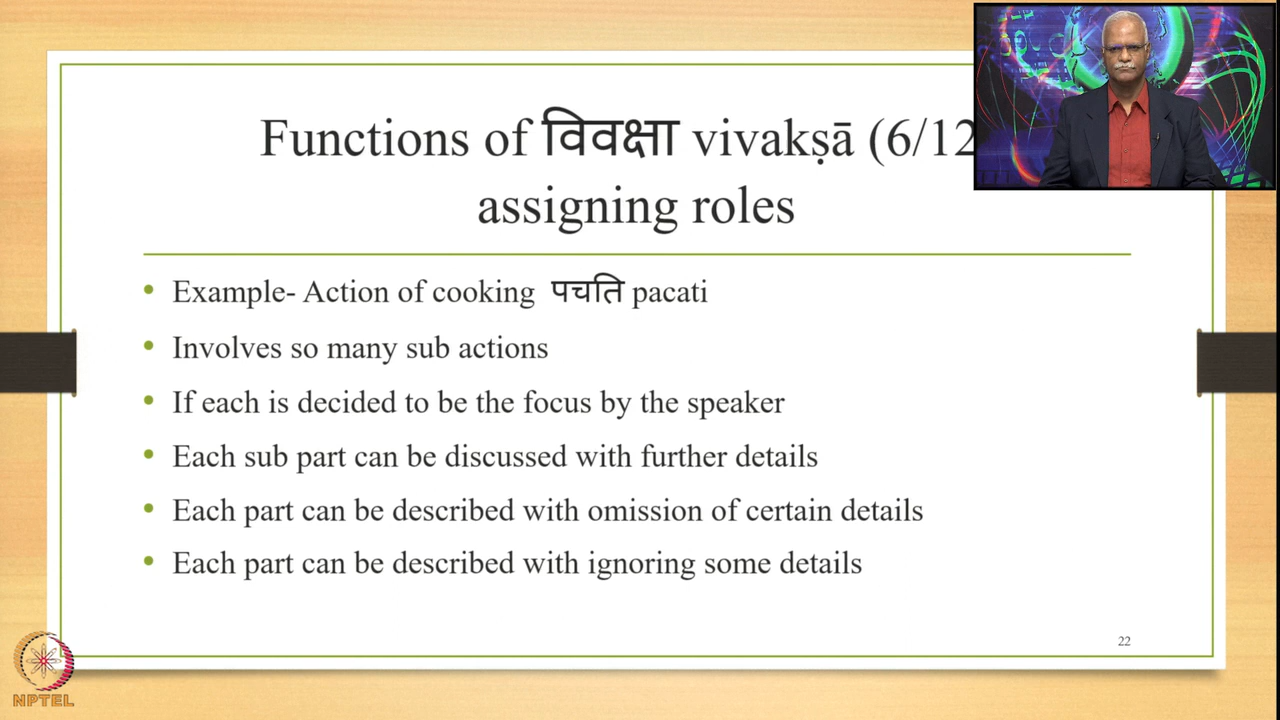 Functions of विवक्षा vivakṣā (6/12
assigning roles
Example- Action of cooking पचति pacati
Involves so many sub actions
If each is decided to be the focus by the speaker
Each sub part can be discussed with further details
Each part can be described with omission of certain details
Each part can be described with ignoring some details
22
NPTEL